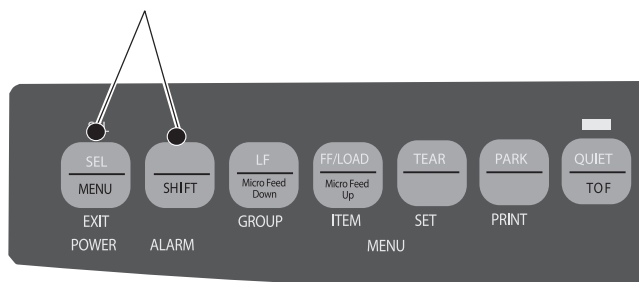 SEL
MENU
SHIFT
LF
Micro Feed
Down
FF/LOAD
Micro Feed
Up
TEAR
PARK
QUIET
TOF
EXIT
GROUP
ITEM
SET
PRINT
POWER
ALARM
MENU